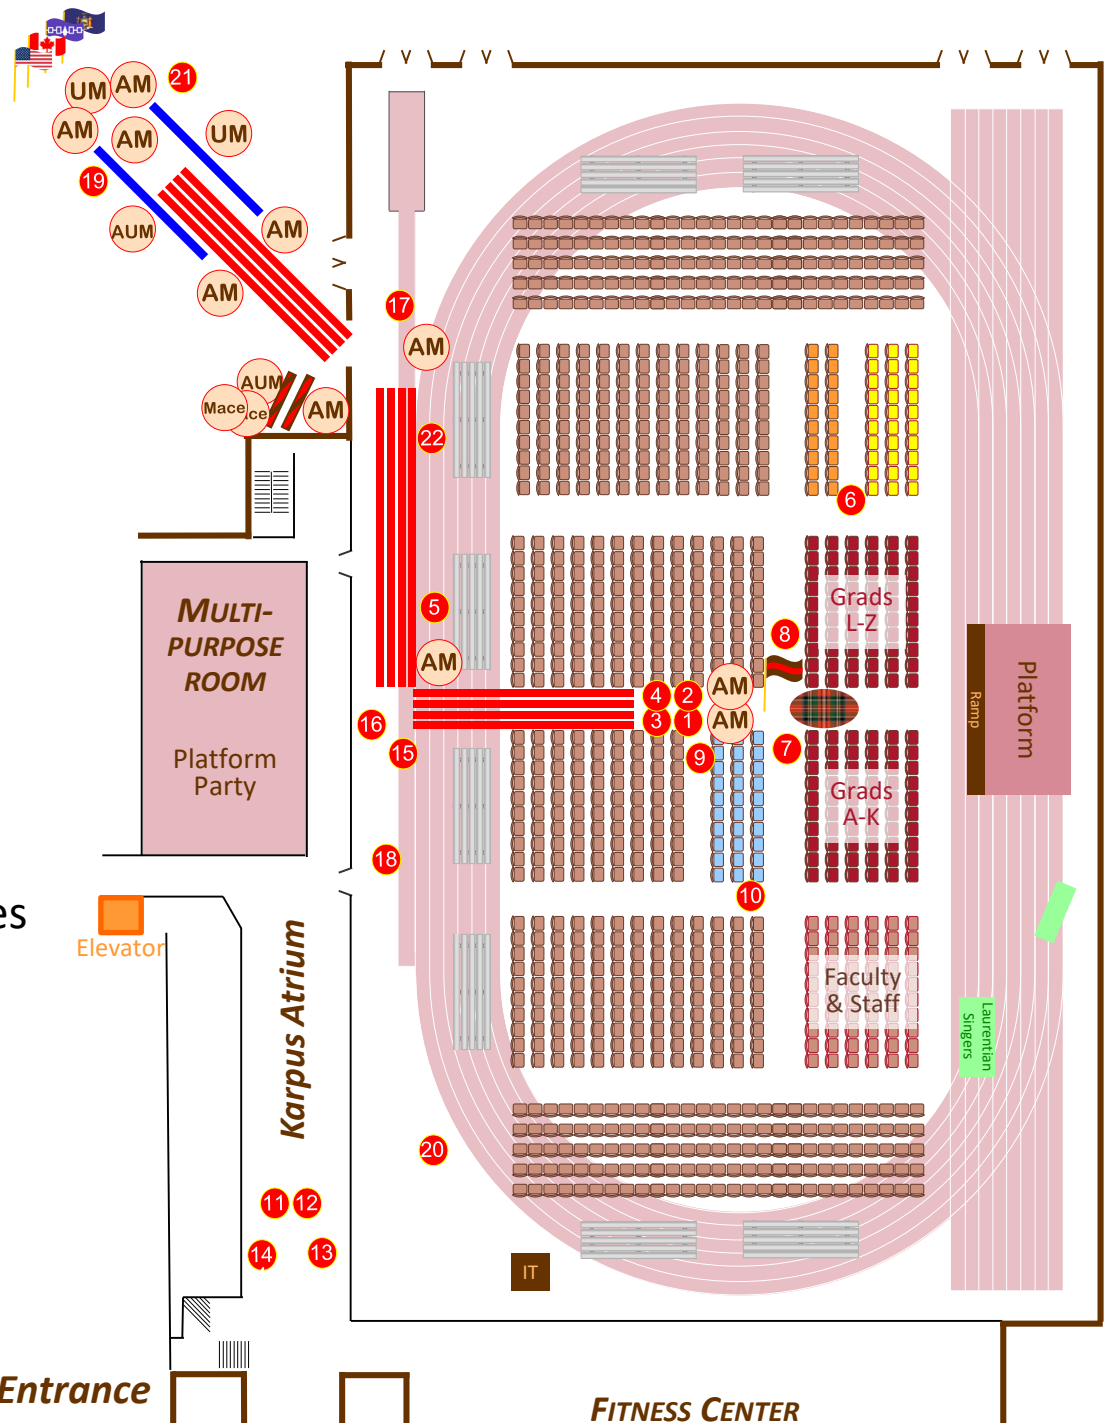 21
UM
AM
AM
AM
UM
19
AUM
AM
AM
17
AM
AUM
Mace
ce
AM
22
6
5
Grads
L-Z
8
MULTI-
PURPOSE
ROOM
Platform
Party
AM
AM
4
2
3
1
AM
16
15
9
7
Ramp
Platform
Grads
A-K
18
10
es
Elevator
Karpus Atrium
Faculty
& Staff
Laurentian
Singers
20
11
12
14
13
IT
Entrance
FITNESS CENTER